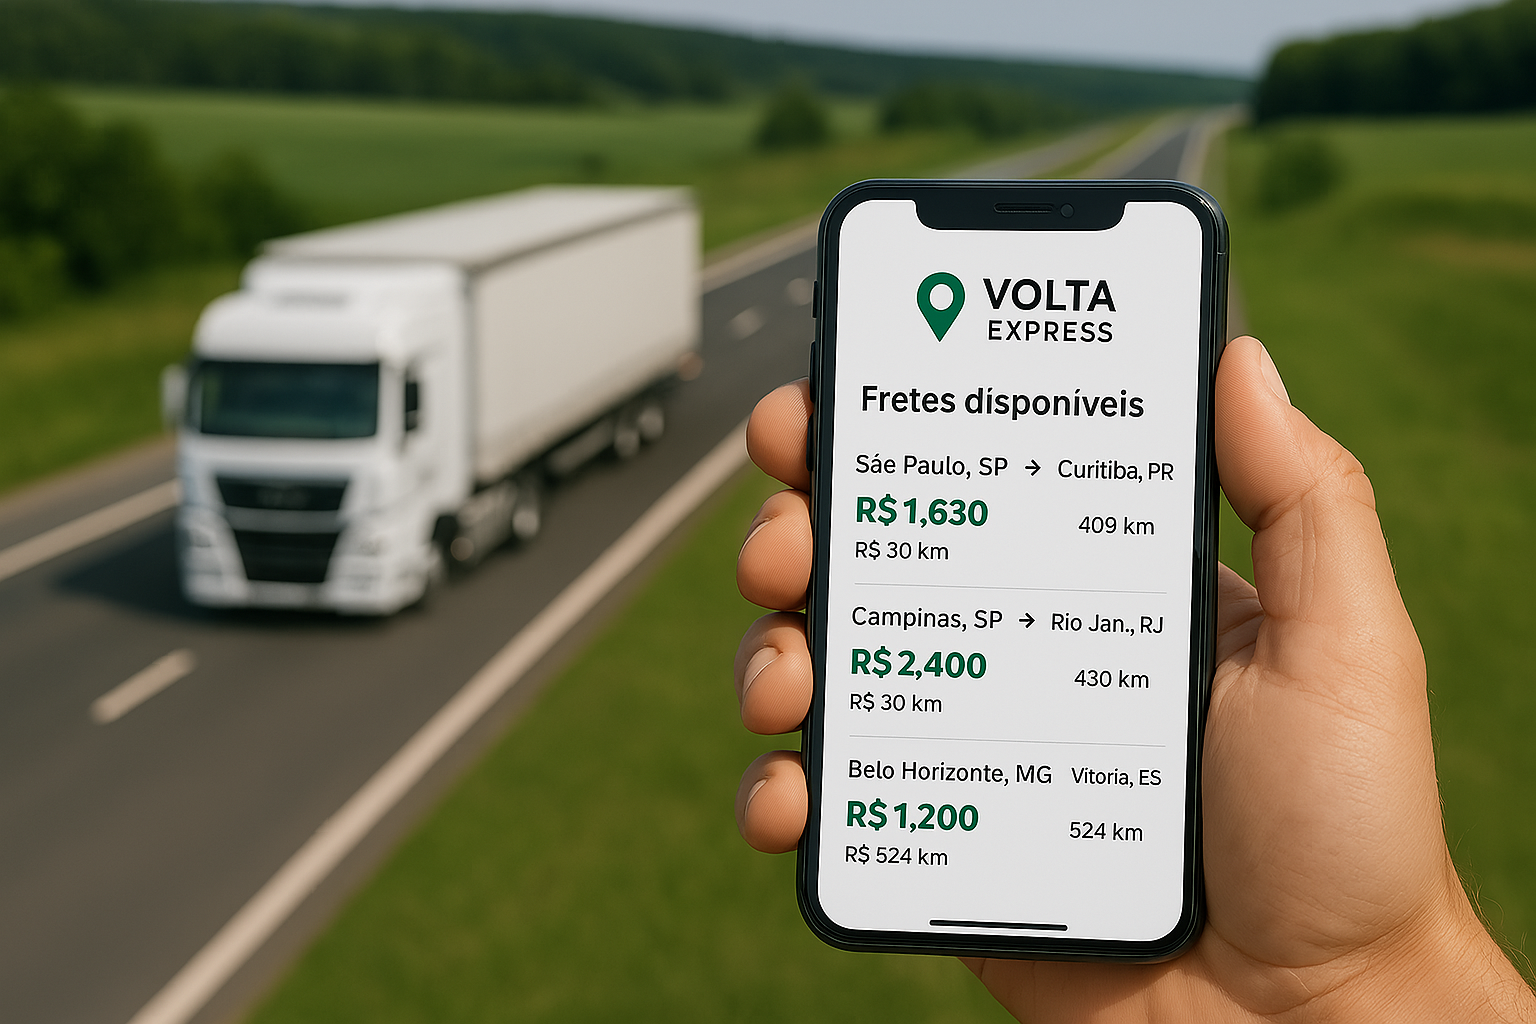 VOLTA
EXPRESS
Fretes dísponíveis
Sáe Paulo, SP → Curitiba, PR
R$ 1,630 409 km
R$ 30 km
Campinas, SP → Rio Jan., RJ
R$ 2,400 430 km
R$ 30 km
Belo Horizonte, MG Vitoria, ES
R$ 1,200 524 km
R$ 524 km